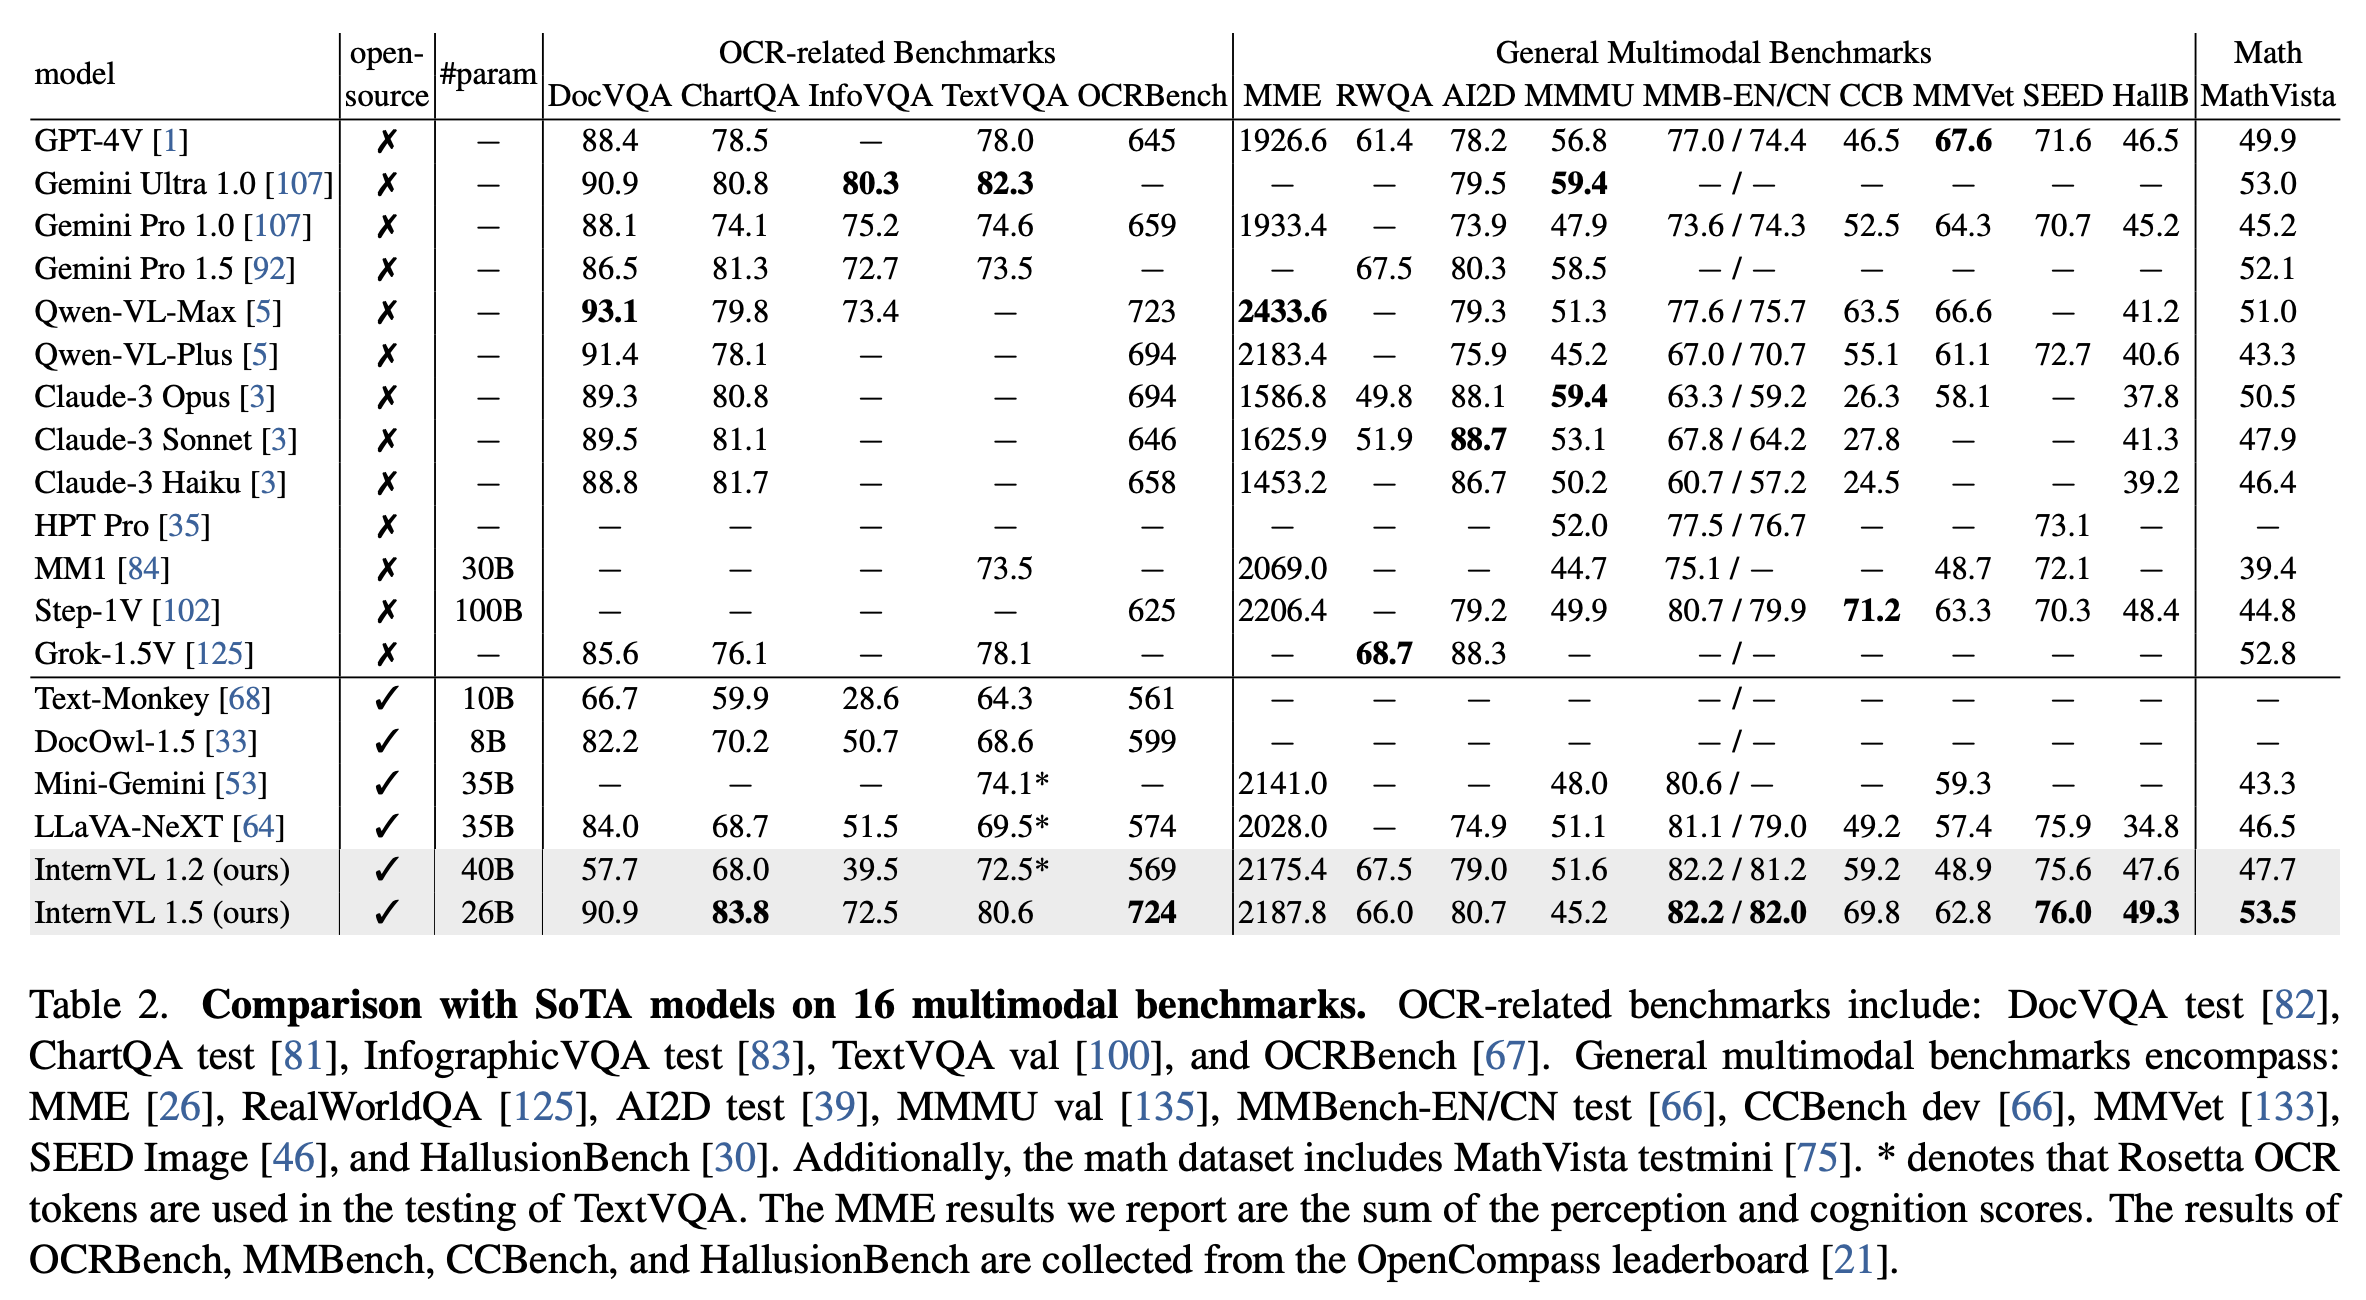 model open-source #param OCR-related Benchmarks General Multimodal Benchmarks Math
DocVQA ChartQA InfoVQA TextVQA OCRBench MME RWQA AI2D MMMU MMB-EN/CN CCB MMVet SEED HallB MathVista
GPT-4V [1] ✗ – 88.4 78.5 – 78.0 645 1926.6 61.4 78.2 56.8 77.0 / 74.4 46.5 67.6 71.6 46.5 49.9
Gemini Ultra 1.0 [107] ✗ – 90.9 80.8 80.3 82.3 – – – 79.5 59.4 – / – – – – – 53.0
Gemini Pro 1.0 [107] ✗ – 88.1 74.1 75.2 74.6 659 1933.4 – 73.9 47.9 73.6 / 74.3 52.5 64.3 70.7 45.2 45.2
Gemini Pro 1.5 [92] ✗ – 86.5 81.3 72.7 73.5 – – 67.5 80.3 58.5 – / – – – – – 52.1
Qwen-VL-Max [5] ✗ – 93.1 79.8 73.4 – 723 2433.6 – 79.3 51.3 77.6 / 75.7 63.5 66.6 – 41.2 51.0
Qwen-VL-Plus [5] ✗ – 91.4 78.1 – – 694 2183.4 – 75.9 45.2 67.0 / 70.7 55.1 61.1 72.7 40.6 43.3
Claude-3 Opus [3] ✗ – 89.3 80.8 – – 694 1586.8 49.8 88.1 59.4 63.3 / 59.2 26.3 58.1 – 37.8 50.5
Claude-3 Sonnet [3] ✗ – 89.5 81.1 – – 646 1625.9 51.9 88.7 53.1 67.8 / 64.2 27.8 – – 41.3 47.9
Claude-3 Haiku [3] ✗ – 88.8 81.7 – – 658 1453.2 – 86.7 50.2 60.7 / 57.2 24.5 – – 39.2 46.4
HPT Pro [35] ✗ – – – – – – – – – 52.0 77.5 / 76.7 – – 73.1 – –
MM1 [84] ✗ 30B – – – 73.5 – 2069.0 – – 44.7 75.1 / – – 48.7 72.1 – 39.4
Step-1V [102] ✗ 100B – – – – 625 2206.4 – 79.2 49.9 80.7 / 79.9 71.2 63.3 70.3 48.4 44.8
Grok-1.5V [125] ✗ – 85.6 76.1 – 78.1 – – 68.7 88.3 – – / – – – – – 52.8
Text-Monkey [68] ✓ 10B 66.7 59.9 28.6 64.3 561 – – – – – / – – – – – –
DocOwl-1.5 [33] ✓ 8B 82.2 70.2 50.7 68.6 599 – – – – – / – – – – – –
Mini-Gemini [53] ✓ 35B – – – 74.1* – 2141.0 – – 48.0 80.6 / – – 59.3 – – 43.3
LLaVA-NeXT [64] ✓ 35B 84.0 68.7 51.5 69.5* 574 2028.0 – 74.9 51.1 81.1 / 79.0 49.2 57.4 75.9 34.8 46.5
InternVL 1.2 (ours) ✓ 40B 57.7 68.0 39.5 72.5* 569 2175.4 67.5 79.0 51.6 82.2 / 81.2 59.2 48.9 75.6 47.6 47.7
InternVL 1.5 (ours) ✓ 26B 90.9 83.8 72.5 80.6 724 2187.8 66.0 80.7 45.2 82.2 / 82.0 69.8 62.8 76.0 49.3 53.5
Table 2. Comparison with SoTA models on 16 multimodal benchmarks. OCR-related benchmarks include: DocVQA test [82],
ChartQA test [81], InfographicVQA test [83], TextVQA val [100], and OCRBench [67]. General multimodal benchmarks encompass:
MME [26], RealWorldQA [125], AI2D test [39], MMMU val [135], MMBench-EN/CN test [66], CCBench dev [66], MMVet [133],
SEED Image [46], and HallusionBench [30]. Additionally, the math dataset includes MathVista testmini [75]. * denotes that Rosetta OCR
tokens are used in the testing of TextVQA. The MME results we report are the sum of the perception and cognition scores. The results of
OCRBench, MMBench, CCBench, and HallusionBench are collected from the OpenCompass leaderboard [21].